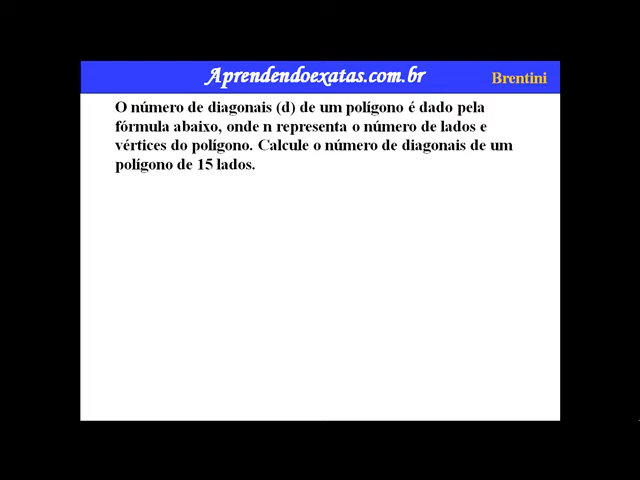 Aprendendoexatas.com.br
Brentini
O número de diagonais (d) de um polígono é dado pela
fórmula abaixo, onde n representa o número de lados e
vértices do polígono. Calcule o número de diagonais de um
polígono de 15 lados.